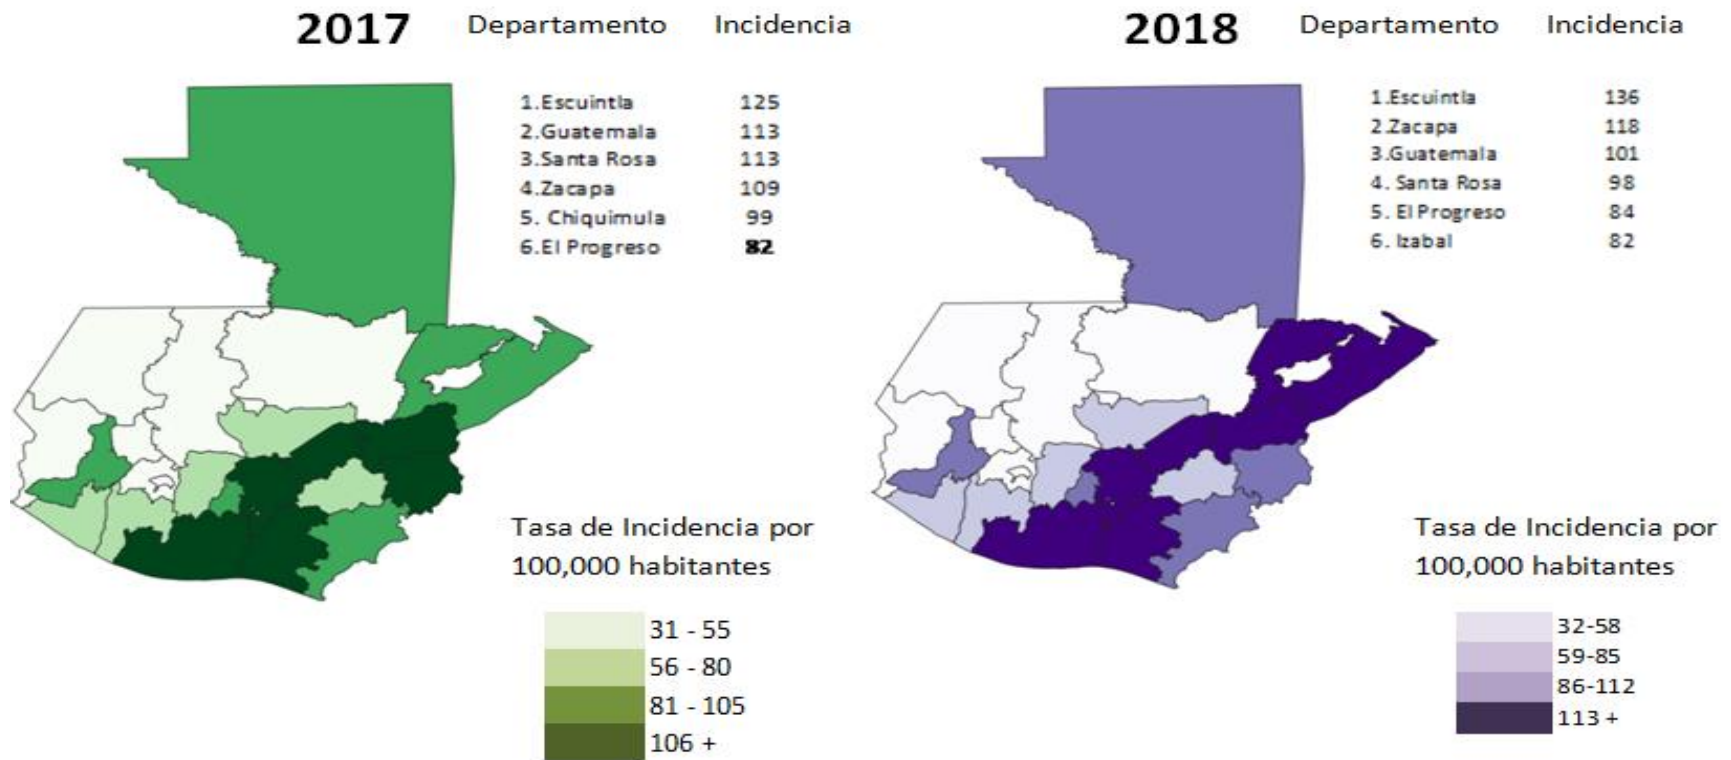 2017 Departamento Incidencia
1.Escuintla 125
2.Guatemala 113
3.Santa Rosa 113
4.Zacapa 109
5. Chiquimula 99
6.El Progreso 82
Tasa de Incidencia por
100,000 habitantes
31 - 55
56 - 80
81 - 105
106 +
2018 Departamento Incidencia
1.Escuintla 136
2.Zacapa 118
3.Guatemala 101
4. Santa Rosa 98
5. El Progreso 84
6. Izabal 82
Tasa de Incidencia por
100,000 habitantes
32-58
59-85
86-112
113 +